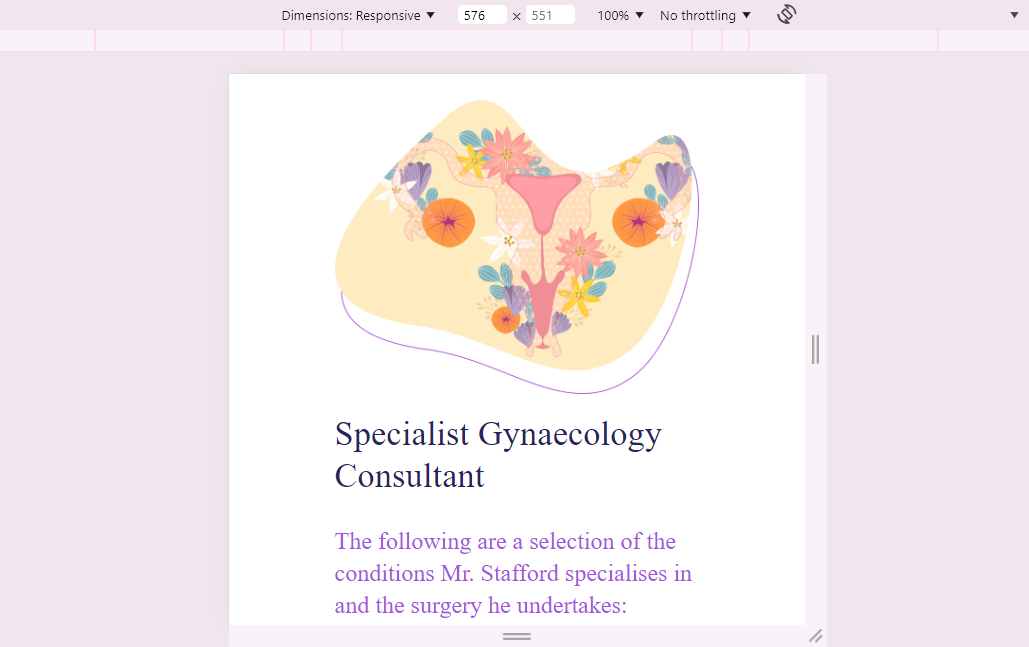 Dimensions: Responsive ▼ 576 × 551 100% ▼ No throttling ▼
Specialist Gynaecology
Consultant
The following are a selection of the
conditions Mr. Stafford specialises in
and the surgery he undertakes: